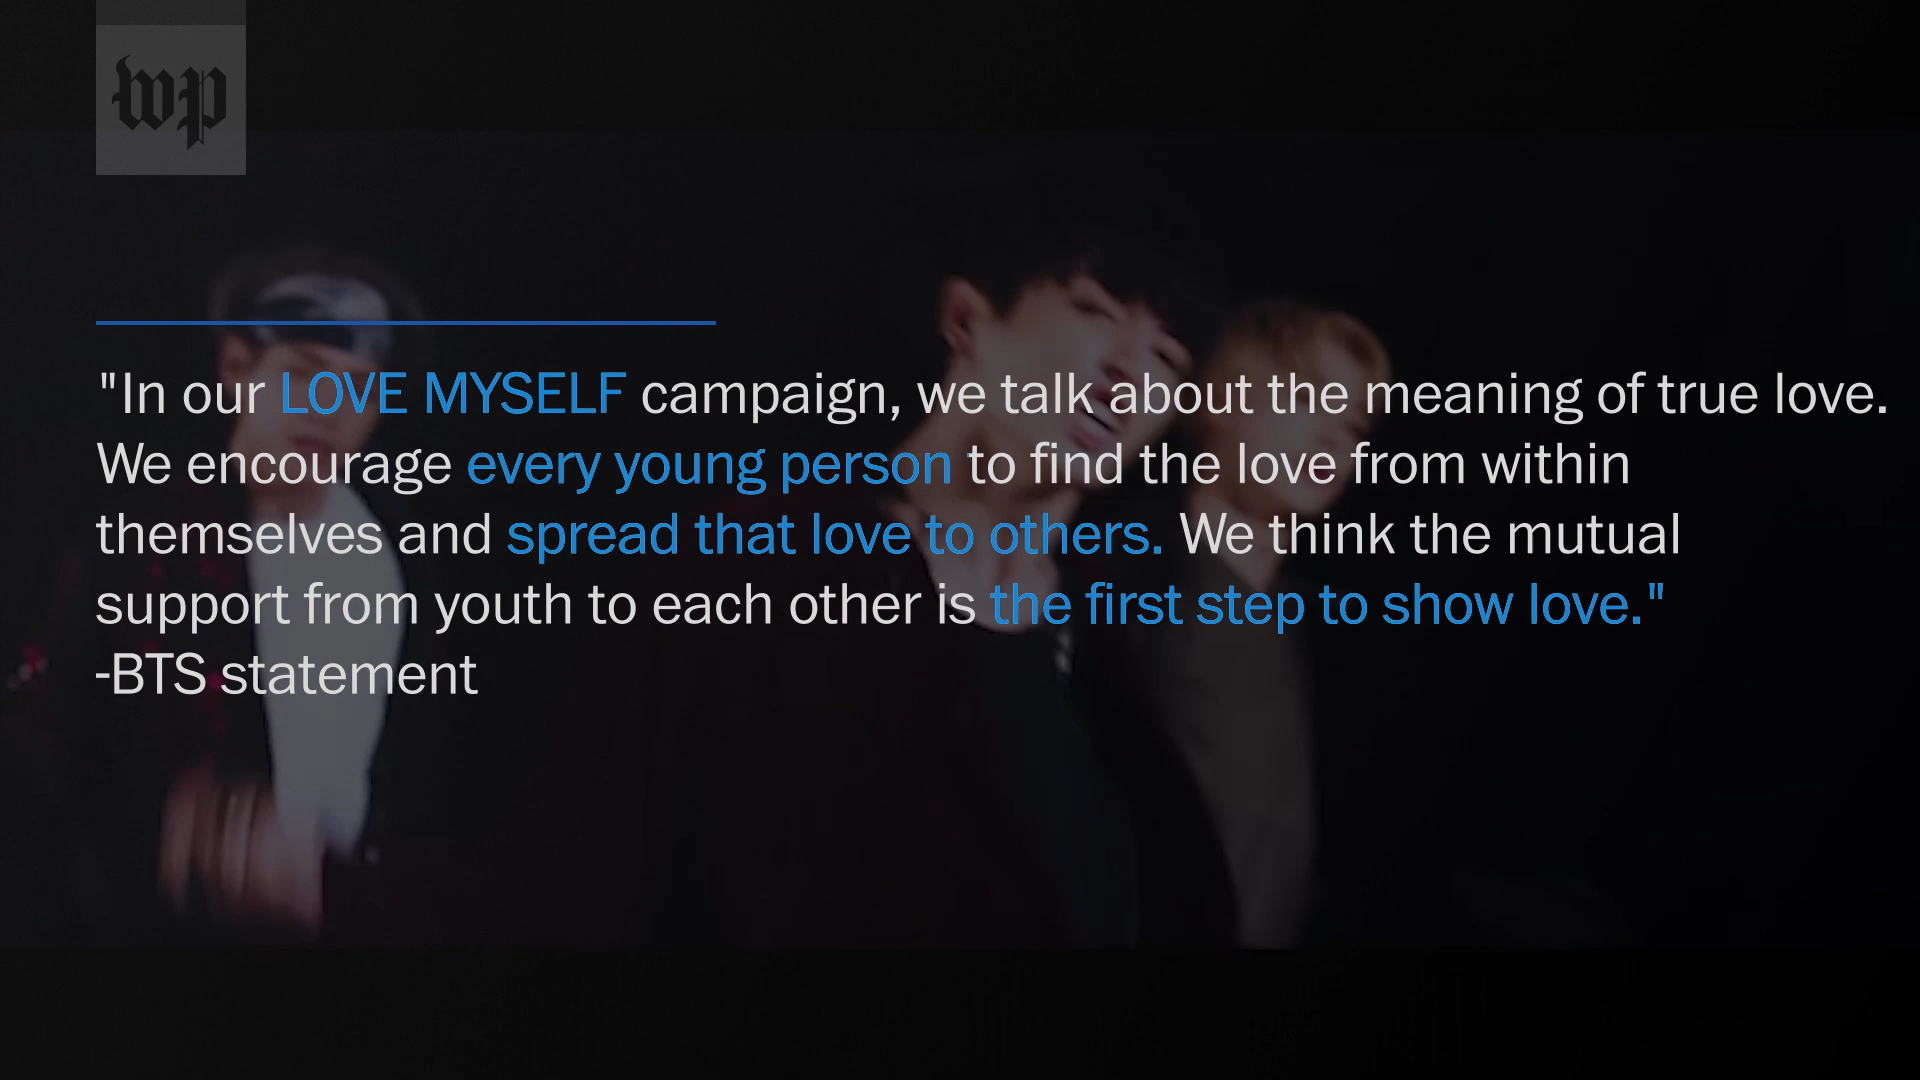 wp
"In our LOVE MYSELF campaign, we talk about the meaning of true love.
We encourage every young person to find the love from within
themselves and spread that love to others. We think the mutual
support from youth to each other is the first step to show love."
-BTS statement